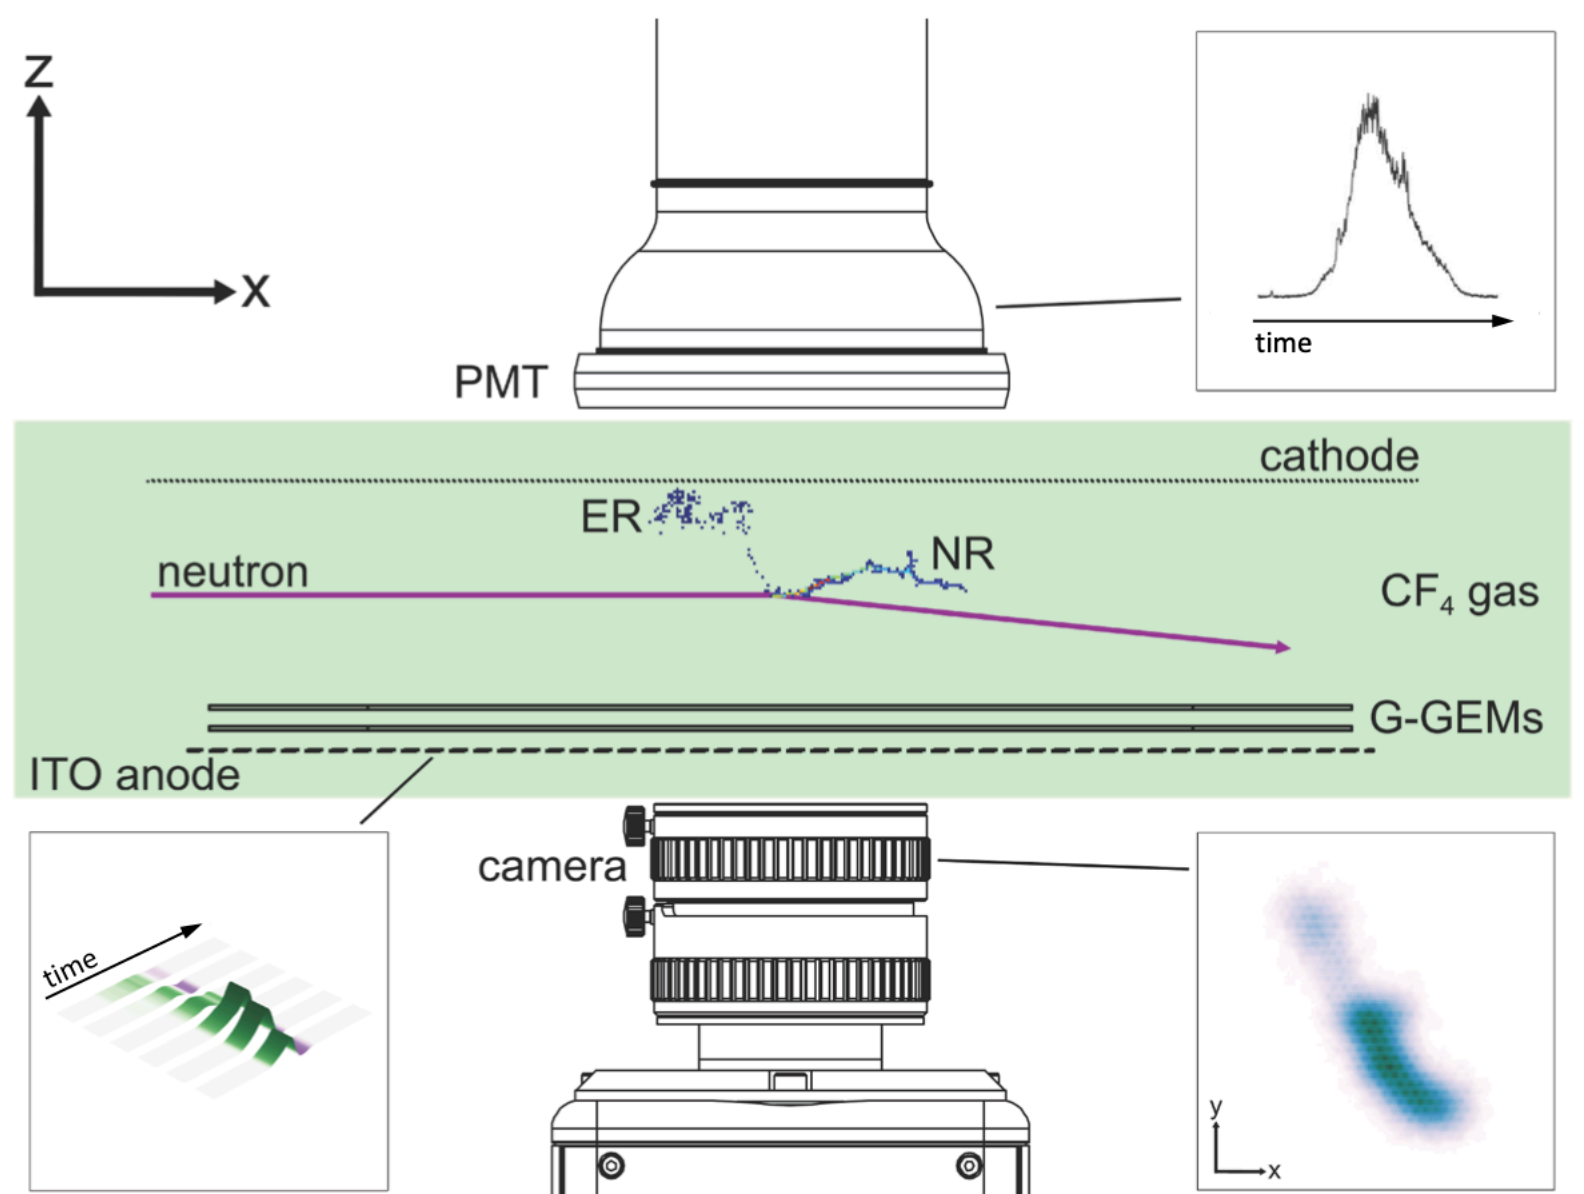 Z
X
time
PMT
cathode
ER
NR
neutron
CF₄ gas
G-GEMs
ITO anode
camera
time
y
x